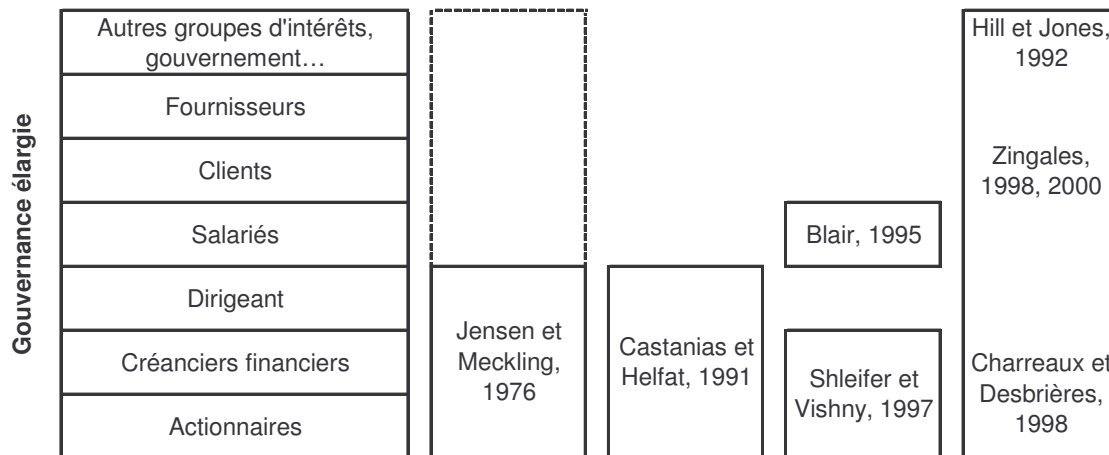 Gouvernance élargie
Autres groupes d'intérêts,
gouvernement…
Fournisseurs
Clients
Salariés
Dirigeant
Créanciers financiers
Actionnaires
Jensen et
Meckling,
1976
Castanias et
Helfat, 1991
Blair, 1995
Shleifer et
Vishny, 1997
Hill et Jones,
1992
Zingales,
1998, 2000
Charreaux et
Desbrières,
1998